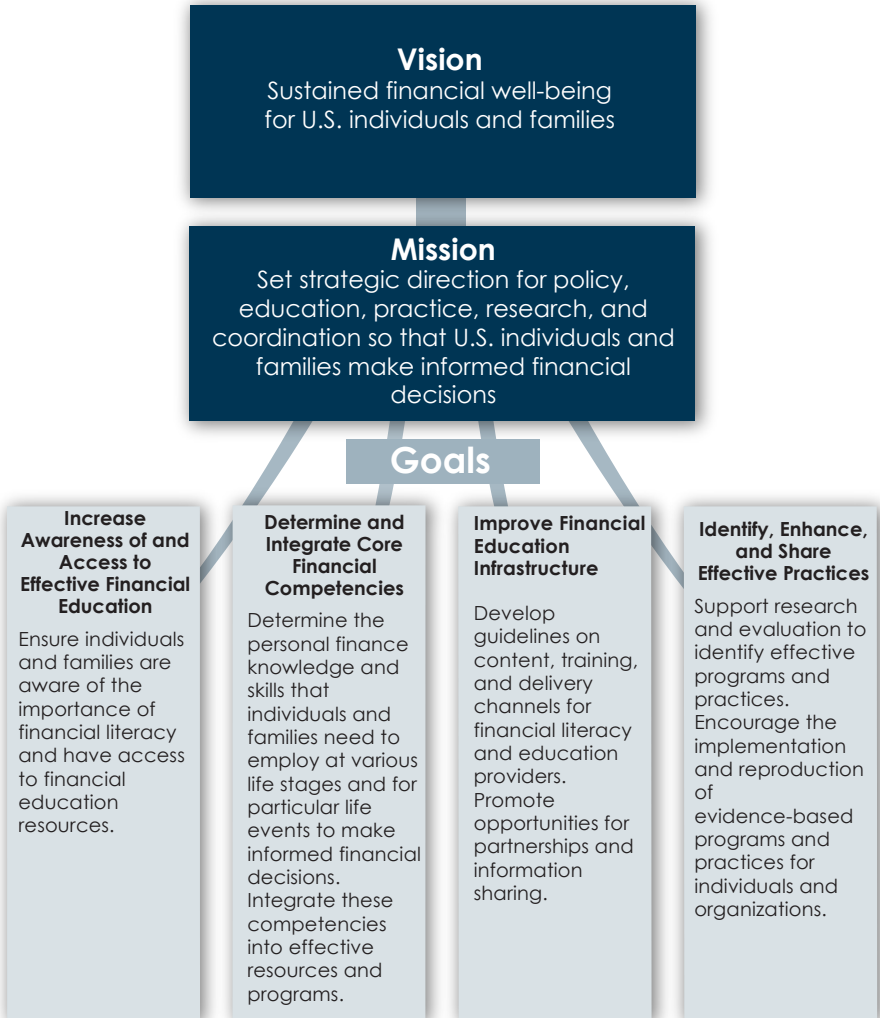 Vision
Sustained financial well-being
for U.S. individuals and families
Mission
Set strategic direction for policy,
education, practice, research, and
coordination so that U.S. individuals and
families make informed financial
decisions
Goals
Increase
Awareness of and
Access to
Effective Financial
Education
Ensure individuals
and families are
aware of the
importance of
financial literacy
and have access
to financial
education
resources.
Determine and
Integrate Core
Financial
Competencies
Determine the
personal finance
knowledge and
skills that
individuals and
families need to
employ at various
life stages and for
particular life
events to make
informed financial
decisions.
Integrate these
competencies
into effective
resources and
programs.
Improve Financial
Education
Infrastructure
Develop
guidelines on
content, training,
and delivery
channels for
financial literacy
and education
providers.
Promote
opportunities for
partnerships and
information
sharing.
Identify, Enhance,
and Share
Effective Practices
Support research
and evaluation to
identify effective
programs and
practices.
Encourage the
implementation
and reproduction
of
evidence-based
programs and
practices for
individuals and
organizations.